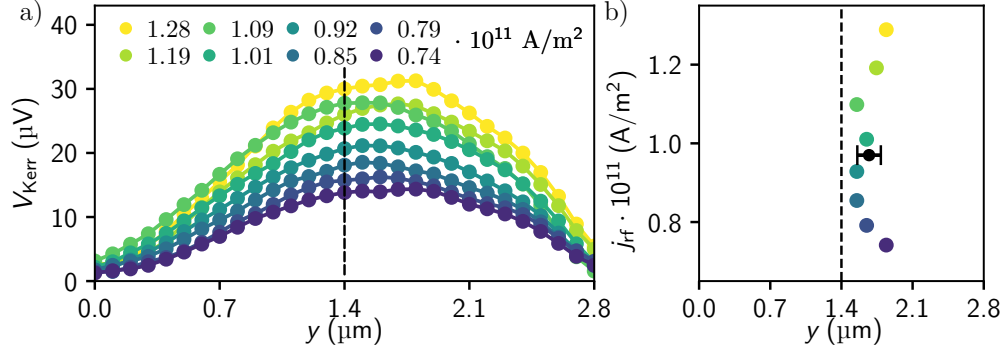 a)
40
30
20
10
0
V_Kerr (µV)
1.28 1.09 0.92 0.79 · 10¹¹ A/m²
1.19 1.01 0.85 0.74
0.0 0.7 1.4 2.1 2.8
y (µm)
b)
1.2
1.0
0.8
j_rf · 10¹¹ (A/m²)
0.0 0.7 1.4 2.1 2.8
y (µm)